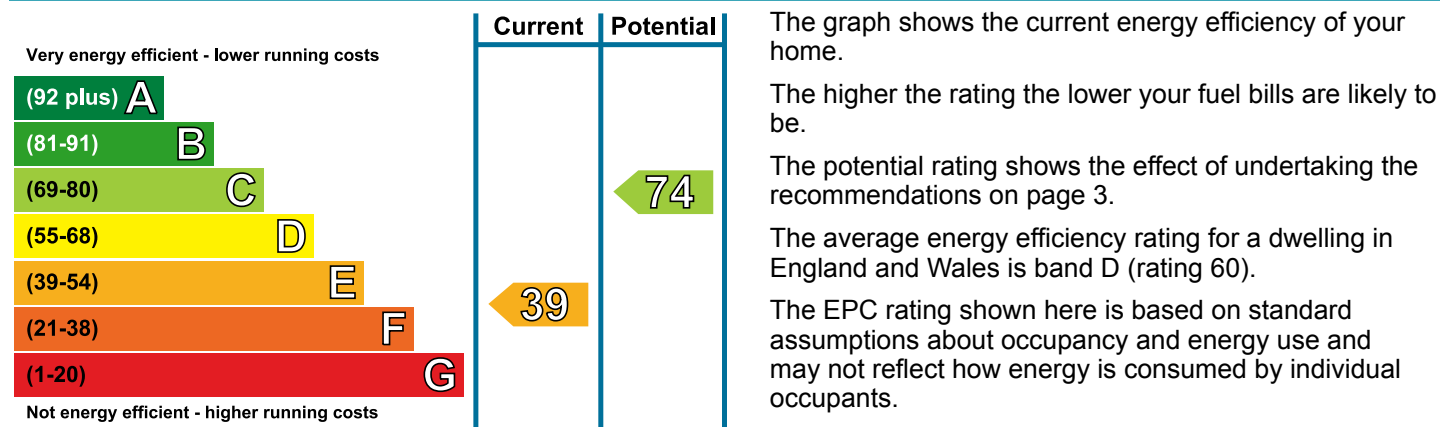 Current Potential
Very energy efficient - lower running costs
(92 plus) A
(81-91) B
(69-80) C
74
(55-68) D
(39-54) E
39
(21-38) F
(1-20) G
Not energy efficient - higher running costs
The graph shows the current energy efficiency of your
home.
The higher the rating the lower your fuel bills are likely to
be.
The potential rating shows the effect of undertaking the
recommendations on page 3.
The average energy efficiency rating for a dwelling in
England and Wales is band D (rating 60).
The EPC rating shown here is based on standard
assumptions about occupancy and energy use and
may not reflect how energy is consumed by individual
occupants.